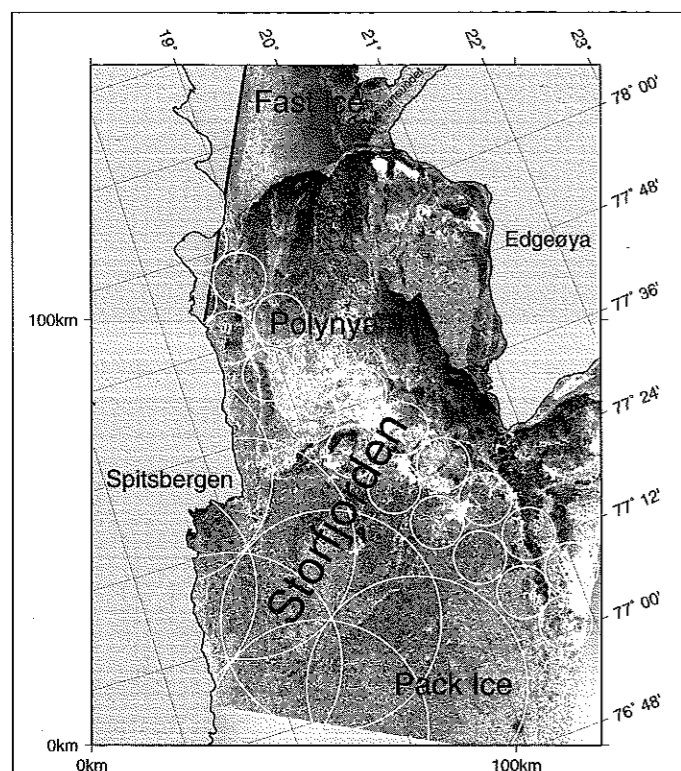 19°
20°
21°
22°
23°
78° 00'
Fast Ice
77° 48'
Edgeøya
77° 36'
100km
Polynya
77° 24'
Storfjorden
Spitsbergen
77° 12'
77° 00'
Pack Ice
76° 48'
0km
0km
100km